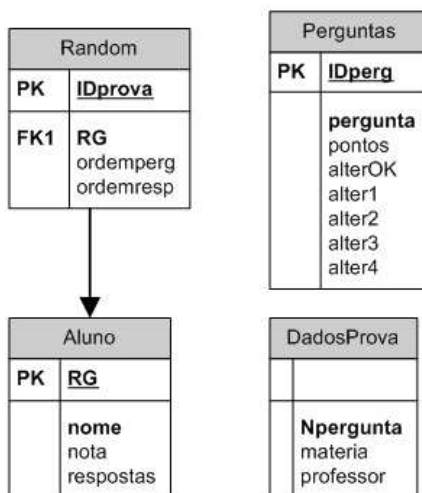 Random
PK IDprova
FK1 RG
ordemperg
ordemresp
Perguntas
PK IDperg
pergunta
pontos
alterOK
alter1
alter2
alter3
alter4
Aluno
PK RG
nome
nota
respostas
DadosProva
Npergunta
materia
professor